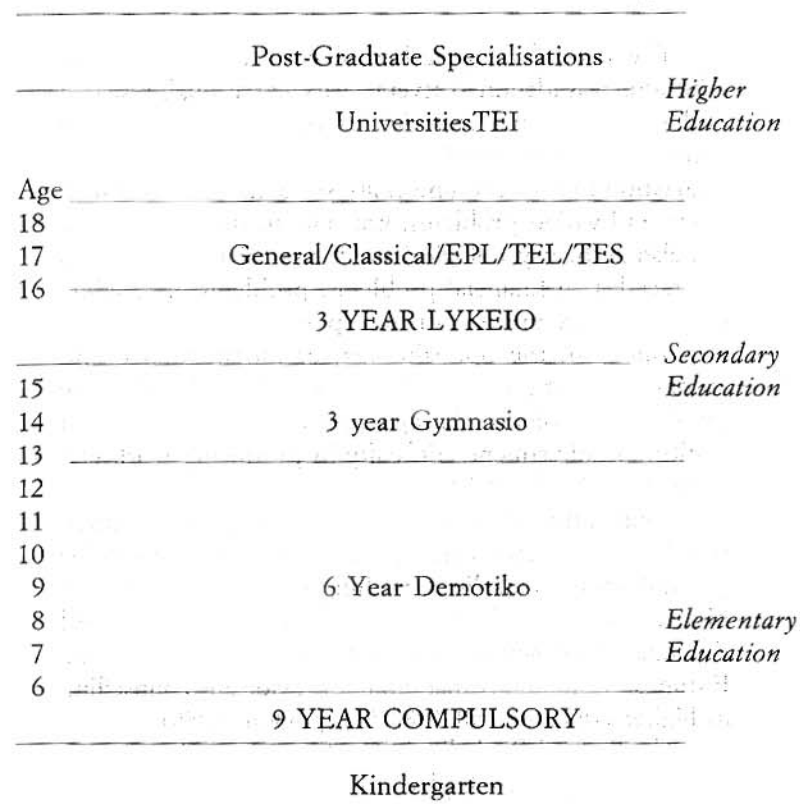 Post-Graduate Specialisations
Higher
UniversitiesTEI Education
Age
18
17 General/Classical/EPL/TEL/TES
16
3 YEAR LYKEIO
Secondary
15 Education
14 3 year Gymnasio
13
12
11
10
9 6 Year Demotiko
8 Elementary
7 Education
6
9 YEAR COMPULSORY
Kindergarten